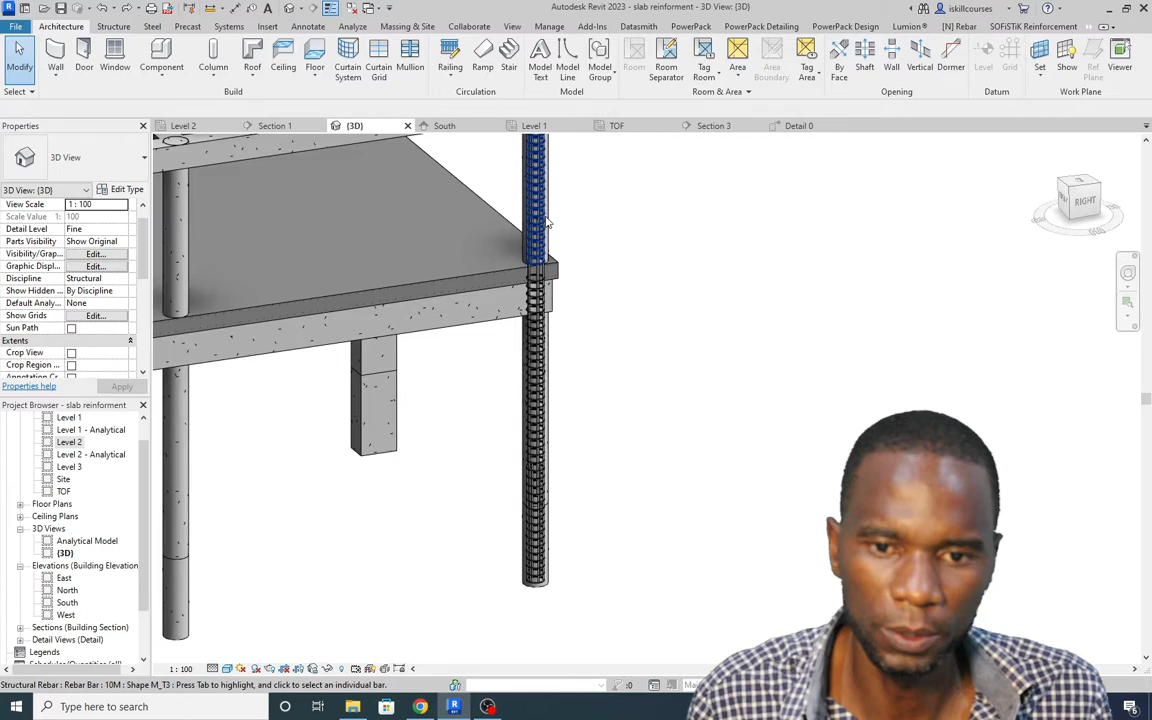 Autodesk Revit 2023 - slab reinforment - 3D View: {3D}
iskillcourses
File Architecture Structure Steel Precast Systems Insert Annotate Analyze Massing & Site Collaborate View Manage Add-Ins Datasmith PowerPack PowerPack Detailing PowerPack Design Lumion® [N] Rebar SOFiSTiK Reinforcement
Modify Wall Door Window Component Column Roof Ceiling Floor Curtain System Curtain Grid Mullion Railing Ramp Stair Model Text Model Line Model Group Room Room Separator Tag Room Area Area Boundary Tag Area By Face Shaft Wall Vertical Dormer Level Grid Set Show Ref Plane Viewer
Select Build Circulation Model Room & Area Opening Datum Work Plane
Properties
Level 2 Section 1 {3D} South Level 1 TOF Section 3 Detail 0
3D View
3D View: {3D} Edit Type
View Scale 1 : 100
Scale Value 1: 100
Detail Level Fine
Parts Visibility Show Original
Visibility/Grap... Edit...
Graphic Displ... Edit...
Discipline Structural
Show Hidden ... By Discipline
Default Analy... None
Show Grids Edit...
Sun Path
Extents
Crop View
Crop Region ...
Properties help Apply
Project Browser - slab reinforment
Level 1
Level 1 - Analytical
Level 2
Level 2 - Analytical
Level 3
Site
TOF
Floor Plans
Ceiling Plans
3D Views
Analytical Model
{3D}
Elevations (Building Elevation
East
North
South
West
Sections (Building Section)
Detail Views (Detail)
Legends
RIGHT
1 : 100
Structural Rebar : Rebar Bar : 10M : Shape M_T3 : Press Tab to highlight, and click to select an individual bar.
:0
Type here to search